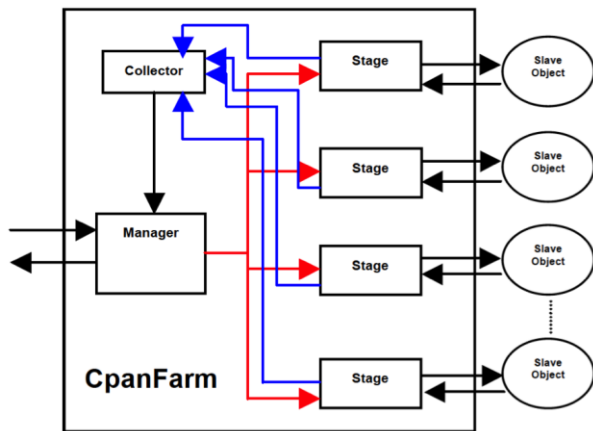 Collector
Stage
Slave
Object
Stage
Slave
Object
Manager
Stage
Slave
Object
CpanFarm
Stage
Slave
Object